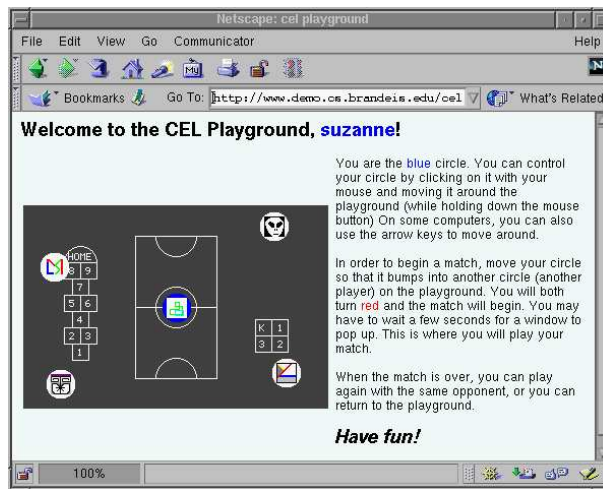 Netscape: cel playground
File Edit View Go Communicator Help
My
N
Bookmarks Go To: http://www.demo.cs.brandeis.edu/cel What's Related
Welcome to the CEL Playground, suzanne!
You are the blue circle. You can control
your circle by clicking on it with your
mouse and moving it around the
playground (while holding down the mouse
button) On some computers, you can also
use the arrow keys to move around.
In order to begin a match, move your circle
so that it bumps into another circle (another
player) on the playground. You will both
turn red and the match will begin. You may
have to wait a few seconds for a window to
pop up. This is where you will play your
match.
When the match is over, you can play
again with the same opponent, or you can
return to the playground.
Have fun!
HOME
8 9
7
5 6
4
2 3
1
K 1
3 2
100%